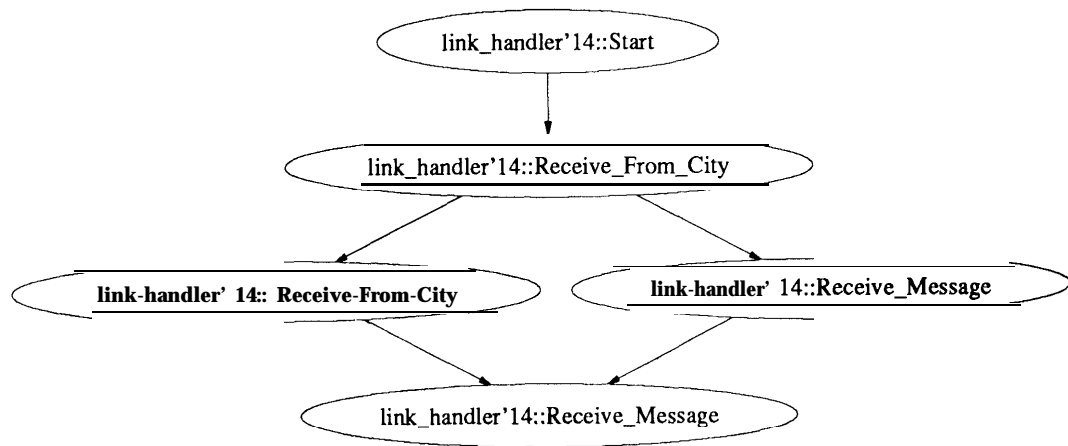 link_handler'14::Start
link_handler'14::Receive_From_City
link-handler' 14:: Receive-From-City
link-handler' 14::Receive_Message
link_handler'14::Receive_Message